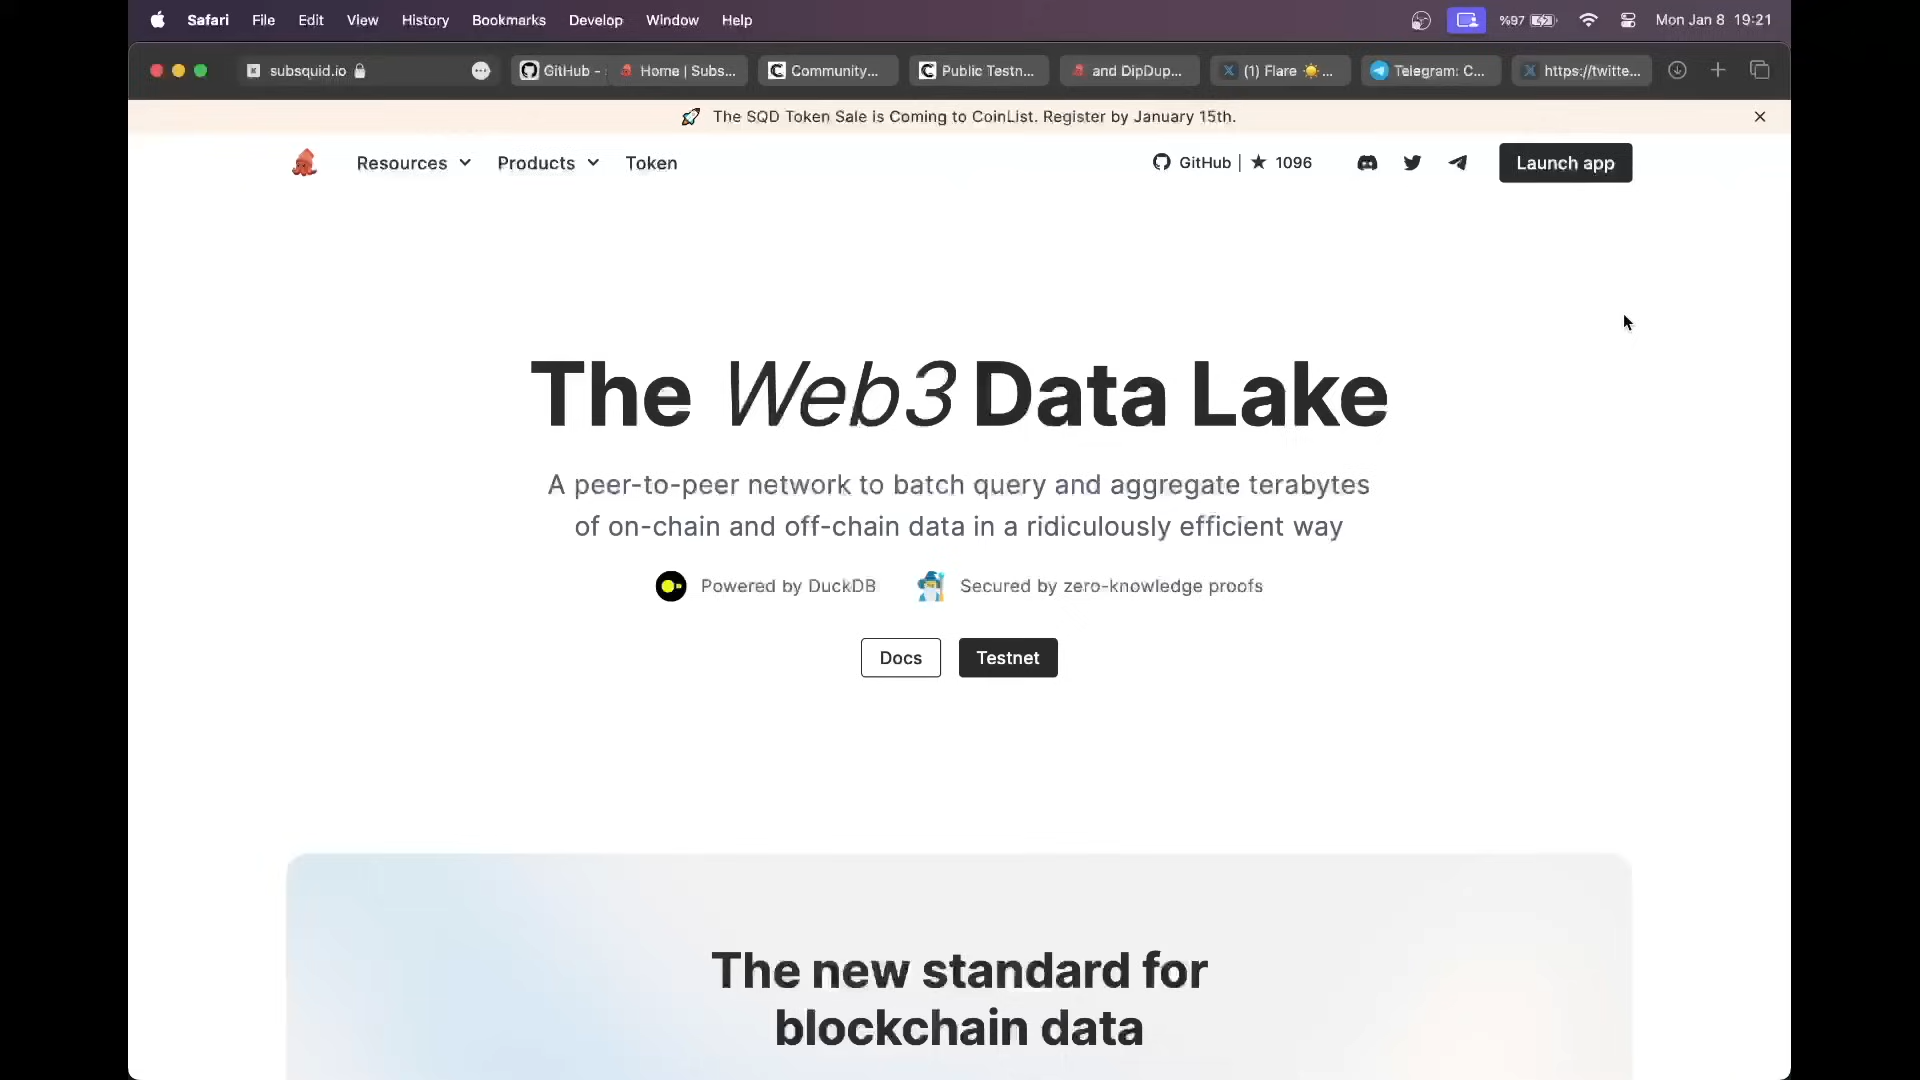 Safari File Edit View History Bookmarks Develop Window Help %97 Mon Jan 8 19:21
subsquid.io GitHub - Home | Subs... Community... Public Testn... and DipDup... (1) Flare ☀️... Telegram: C... https://twitte...
🚀 The SQD Token Sale is Coming to CoinList. Register by January 15th.
Resources Products Token GitHub | ★ 1096 Launch app
The Web3 Data Lake
A peer-to-peer network to batch query and aggregate terabytes
of on-chain and off-chain data in a ridiculously efficient way
Powered by DuckDB Secured by zero-knowledge proofs
Docs Testnet
The new standard for
blockchain data